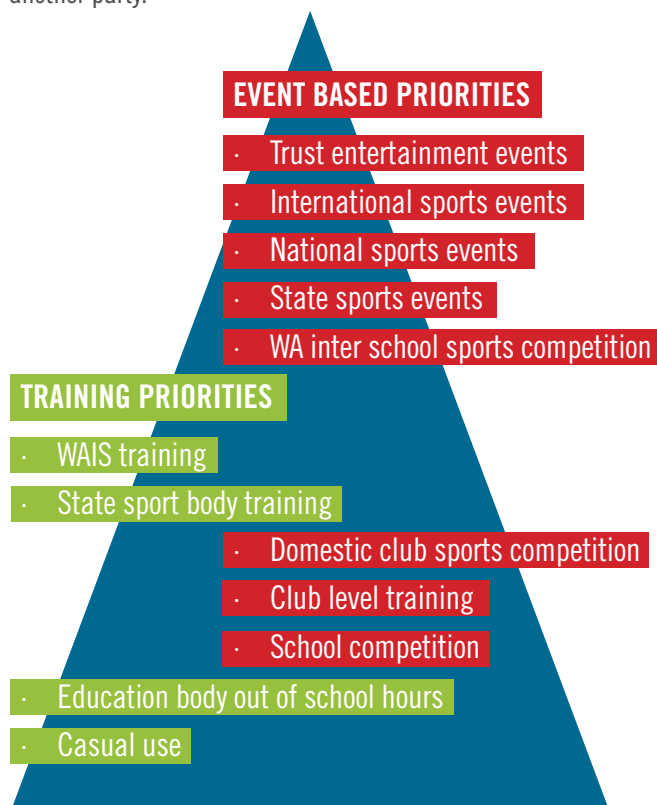 another party.
EVENT BASED PRIORITIES
· Trust entertainment events
· International sports events
· National sports events
· State sports events
· WA inter school sports competition
TRAINING PRIORITIES
· WAIS training
· State sport body training
· Domestic club sports competition
· Club level training
· School competition
· Education body out of school hours
· Casual use